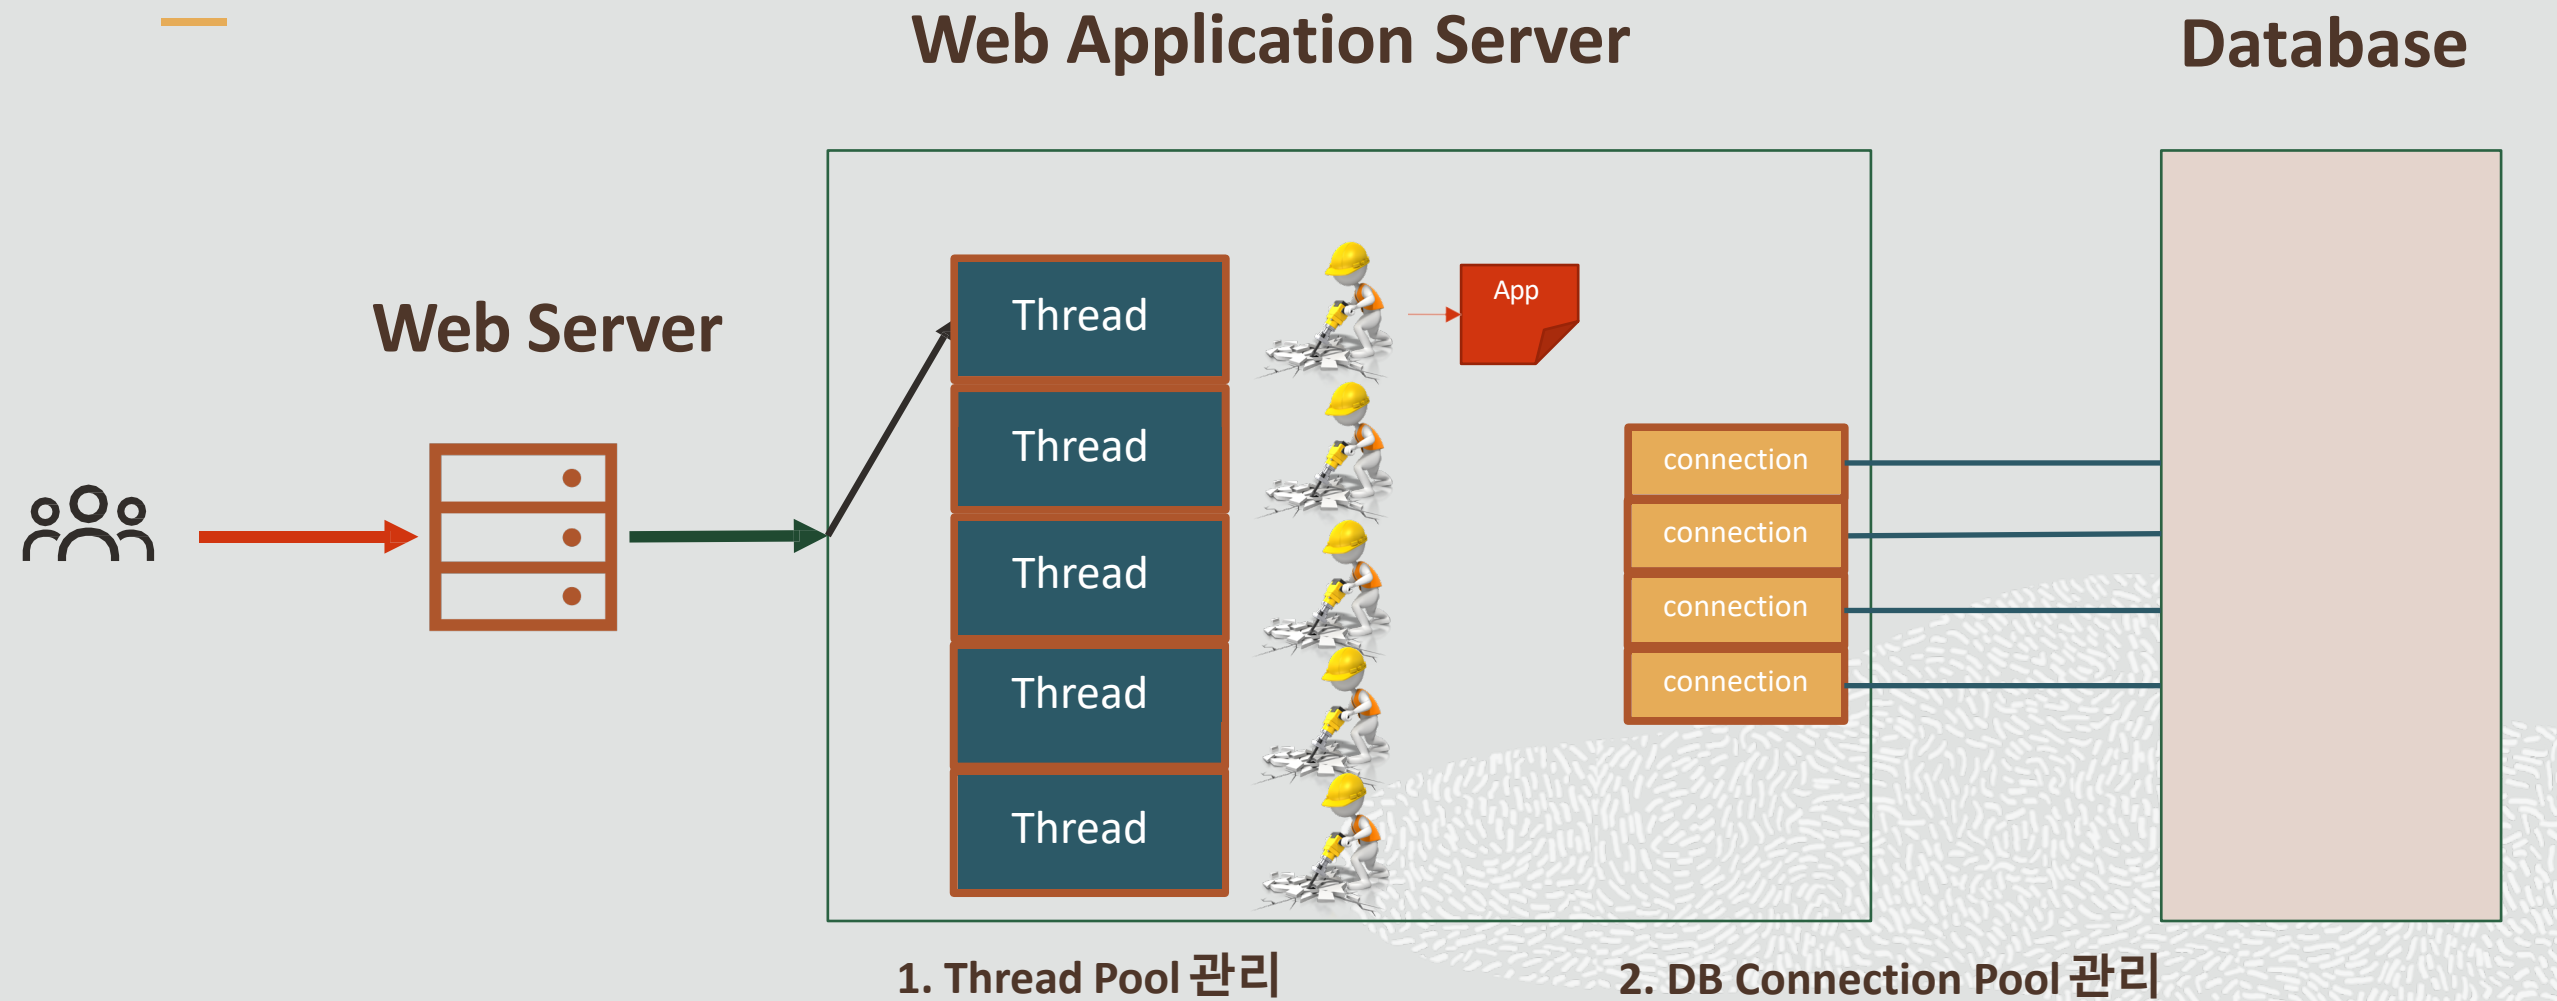 Web Application Server
Database
Web Server
Thread
App
Thread
connection
connection
Thread
connection
Thread
connection
Thread
1. Thread Pool 관리
2. DB Connection Pool 관리